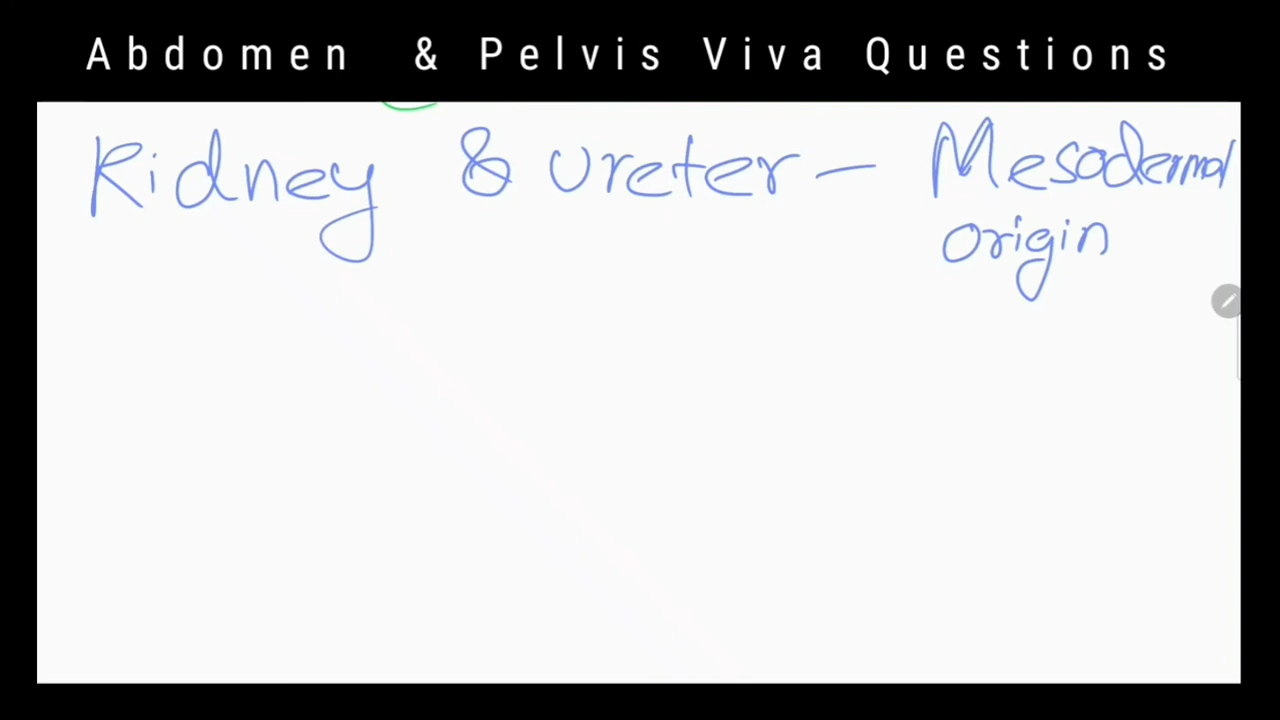 Abdomen & Pelvis Viva Questions
Kidney & Ureter - Mesodermal
origin